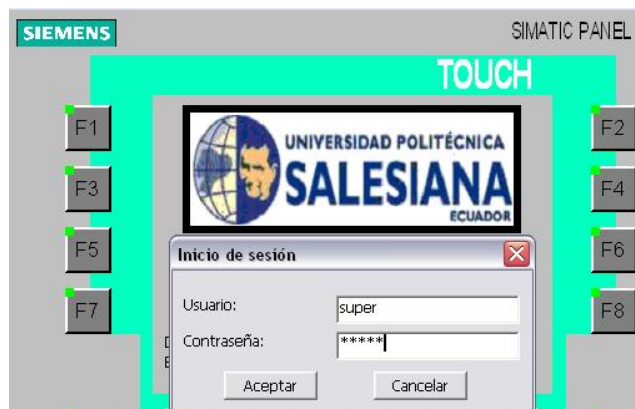 SIEMENS SIMATIC PANEL
TOUCH
F1 F2
F3 F4
F5 F6
F7 F8
UNIVERSIDAD POLITÉCNICA
SALESIANA
ECUADOR
Inicio de sesión
Usuario: super
Contraseña: *****
Aceptar Cancelar